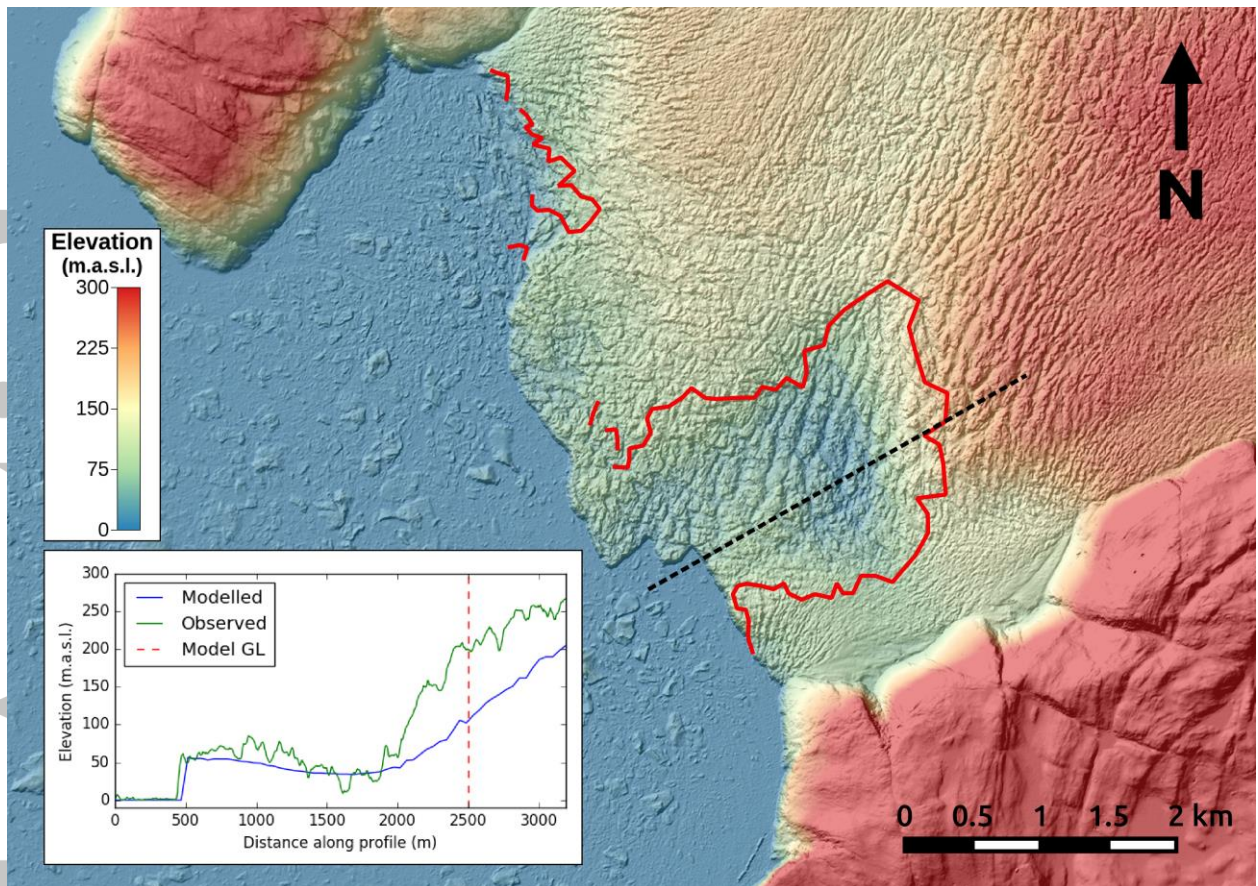 N
Elevation
(m.a.s.l.)
300
225
150
75
0
300
250
200
150
100
50
0
Elevation (m.a.s.l.)
Modelled
Observed
Model GL
0 500 1000 1500 2000 2500 3000
Distance along profile (m)
0 0.5 1 1.5 2 km